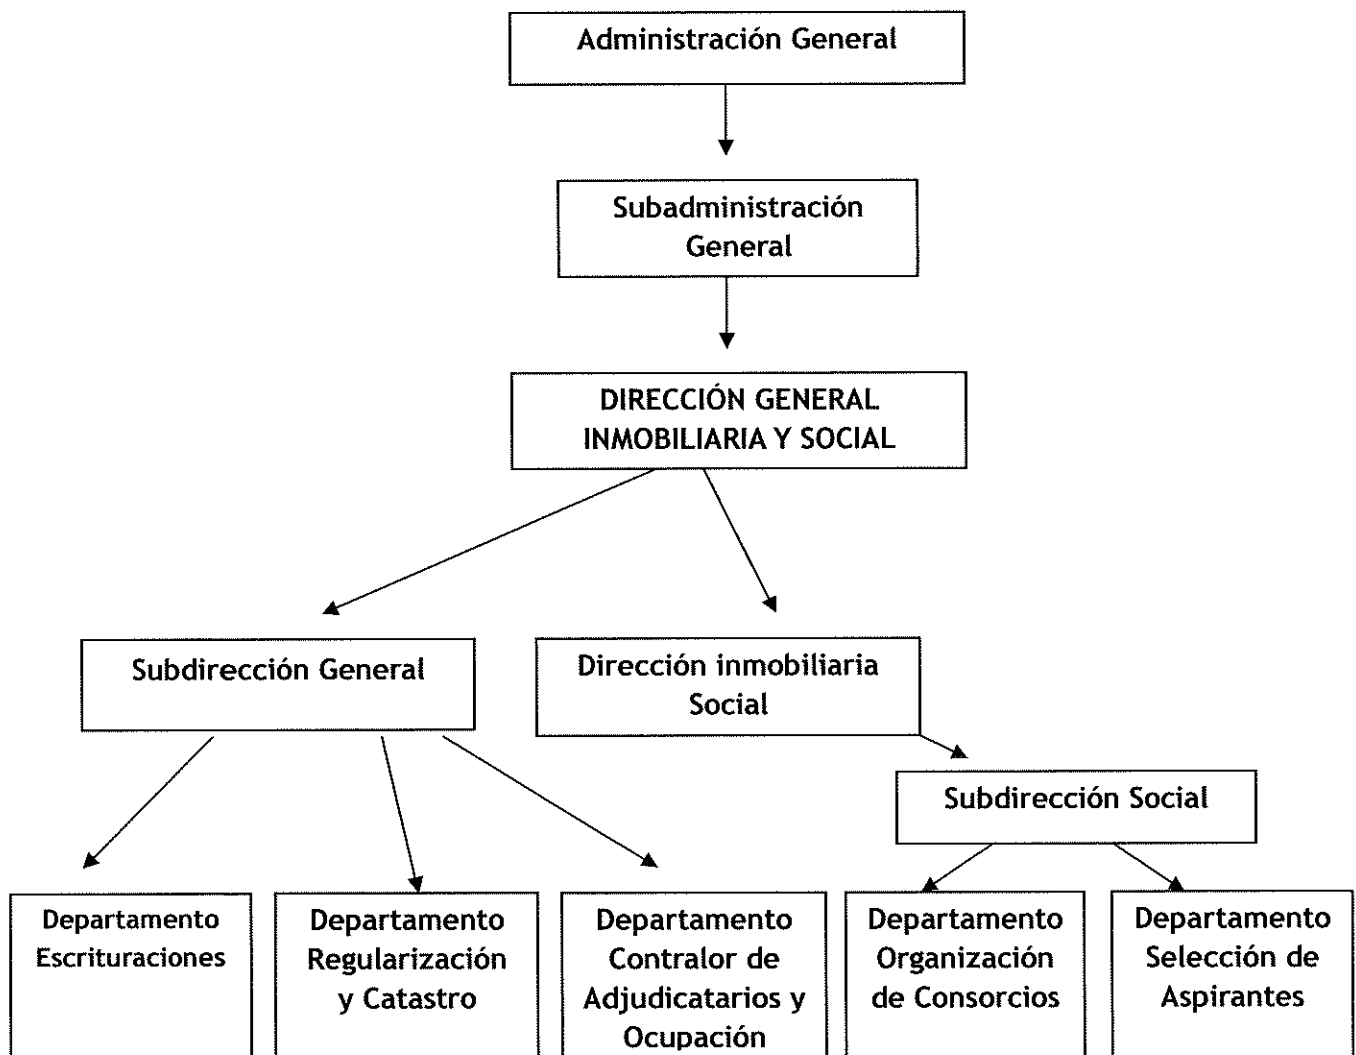 Administración General
Subadministración
General
DIRECCIÓN GENERAL
INMOBILIARIA Y SOCIAL
Subdirección General
Dirección inmobiliaria
Social
Subdirección Social
Departamento
Escrituraciones
Departamento
Regularización
y Catastro
Departamento
Contralor de
Adjudicatarios y
Ocupación
Departamento
Organización
de Consorcios
Departamento
Selección de
Aspirantes